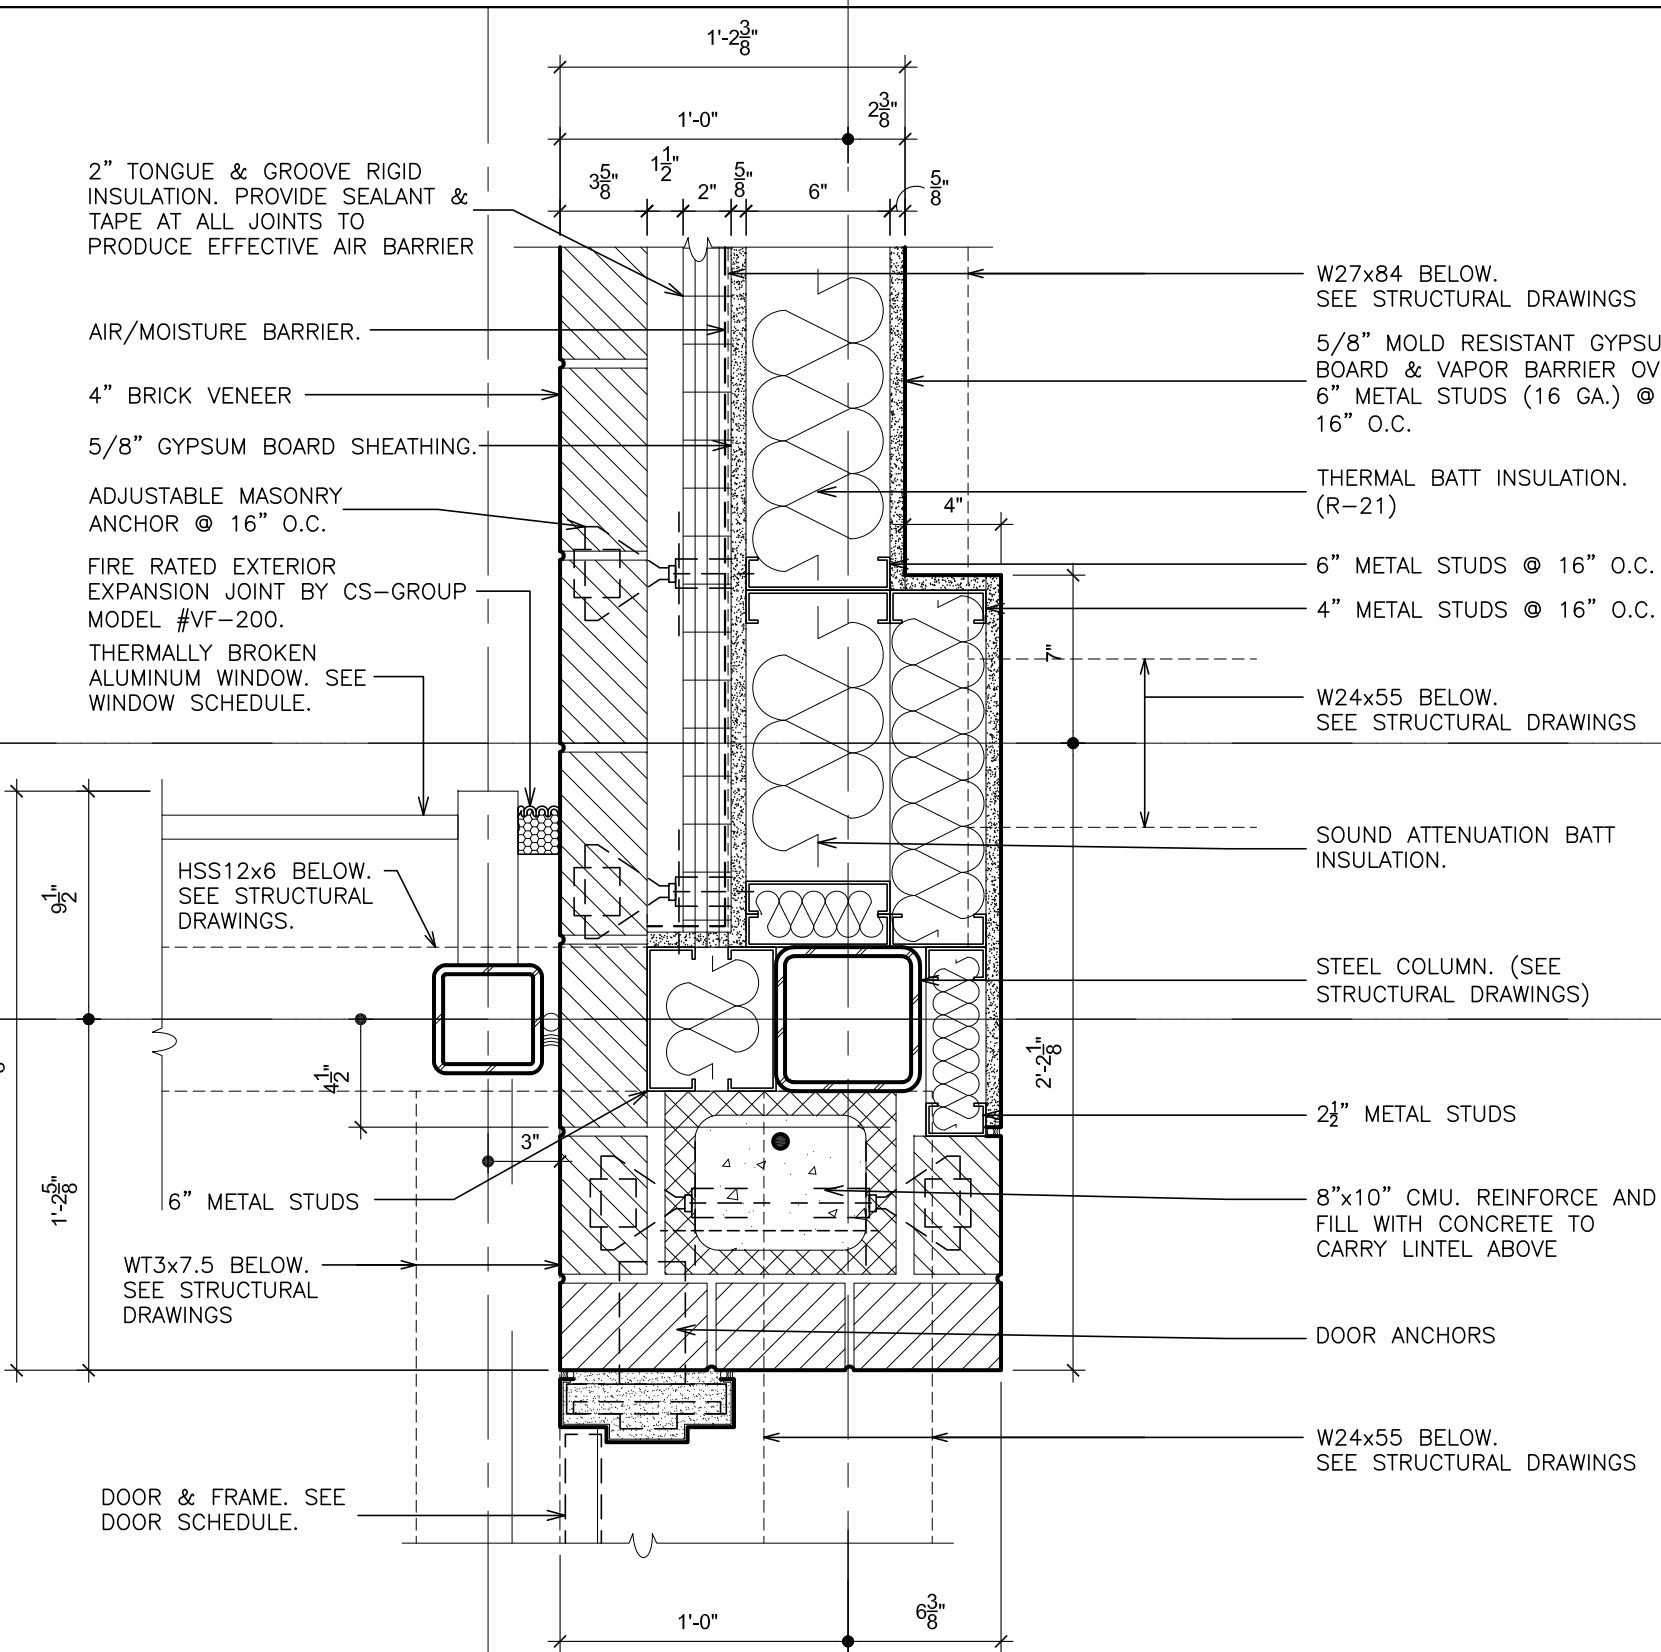 1'-2 3/8"
1'-0"
2 3/8"
3 5/8"
1 1/2"
2"
5/8"
6"
5/8"
2” TONGUE & GROOVE RIGID
INSULATION. PROVIDE SEALANT &
TAPE AT ALL JOINTS TO
PRODUCE EFFECTIVE AIR BARRIER
AIR/MOISTURE BARRIER.
4” BRICK VENEER
5/8” GYPSUM BOARD SHEATHING.
ADJUSTABLE MASONRY
ANCHOR @ 16” O.C.
FIRE RATED EXTERIOR
EXPANSION JOINT BY CS-GROUP
MODEL #VF-200.
THERMALLY BROKEN
ALUMINUM WINDOW. SEE
WINDOW SCHEDULE.
HSS12x6 BELOW.
SEE STRUCTURAL
DRAWINGS.
9 1/2"
4 1/2"
3"
1'-2 5/8"
6” METAL STUDS
WT3x7.5 BELOW.
SEE STRUCTURAL
DRAWINGS
DOOR & FRAME. SEE
DOOR SCHEDULE.
W27x84 BELOW.
SEE STRUCTURAL DRAWINGS
5/8” MOLD RESISTANT GYPSU
BOARD & VAPOR BARRIER OV
6” METAL STUDS (16 GA.) @
16” O.C.
THERMAL BATT INSULATION.
(R-21)
4"
6” METAL STUDS @ 16” O.C.
4” METAL STUDS @ 16” O.C.
7"
W24x55 BELOW.
SEE STRUCTURAL DRAWINGS
SOUND ATTENUATION BATT
INSULATION.
STEEL COLUMN. (SEE
STRUCTURAL DRAWINGS)
2'-2 1/8"
2 1/2” METAL STUDS
8”x10” CMU. REINFORCE AND
FILL WITH CONCRETE TO
CARRY LINTEL ABOVE
DOOR ANCHORS
W24x55 BELOW.
SEE STRUCTURAL DRAWINGS
1'-0"
6 3/8"